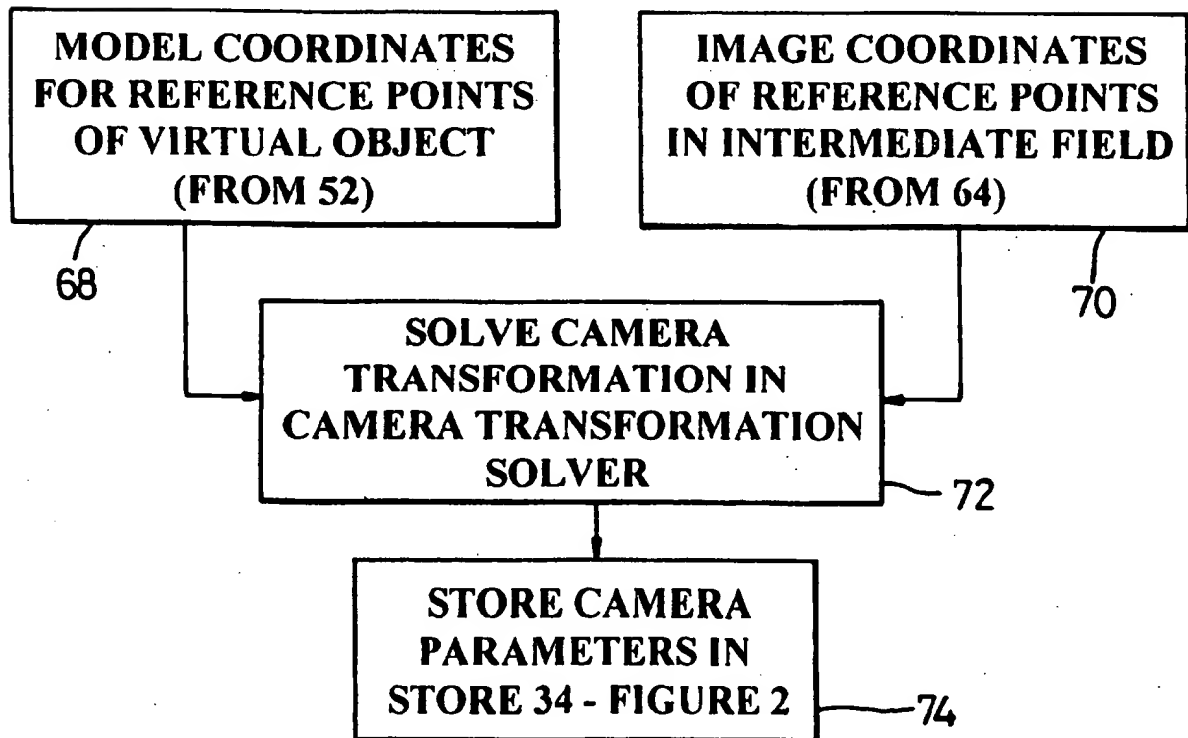 MODEL COORDINATES
FOR REFERENCE POINTS
OF VIRTUAL OBJECT
(FROM 52)
68
IMAGE COORDINATES
OF REFERENCE POINTS
IN INTERMEDIATE FIELD
(FROM 64)
70
SOLVE CAMERA
TRANSFORMATION IN
CAMERA TRANSFORMATION
SOLVER
72
STORE CAMERA
PARAMETERS IN
STORE 34 - FIGURE 2
74